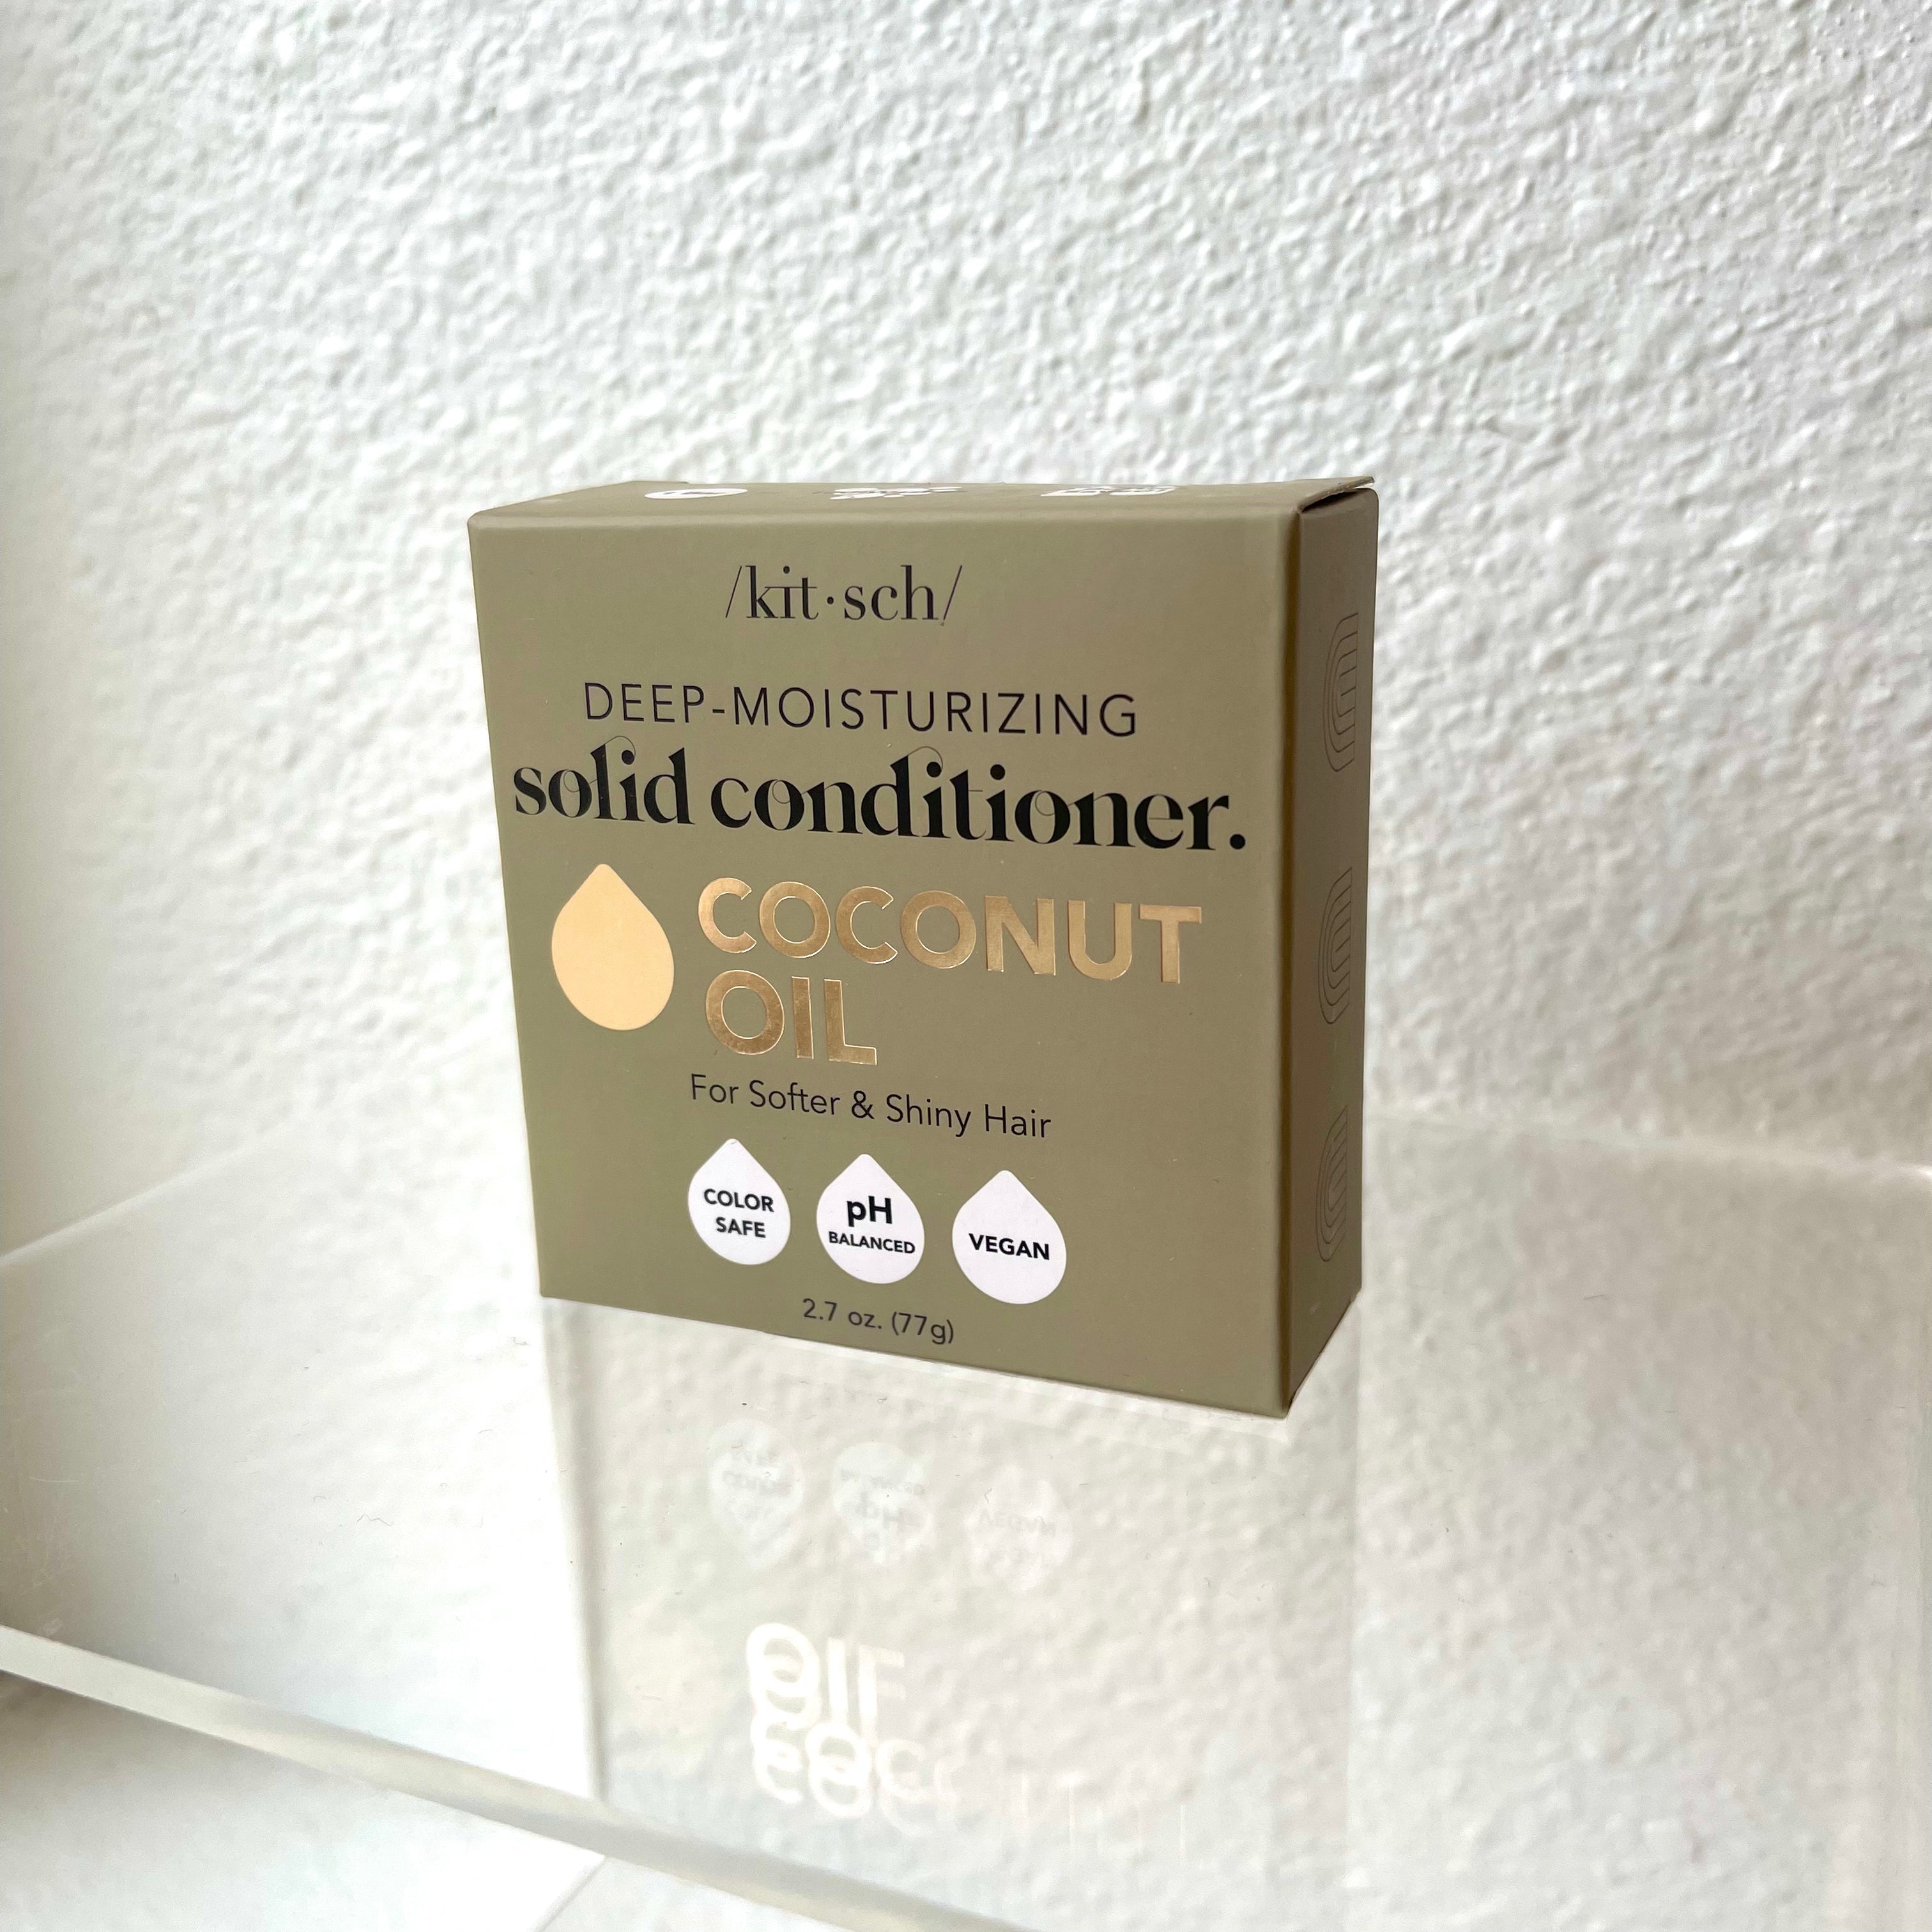 /kit·sch/
DEEP-MOISTURIZING
solid conditioner.
COCONUT
OIL
For Softer & Shiny Hair
COLOR
SAFE
pH
BALANCED
VEGAN
2.7 oz. (77g)